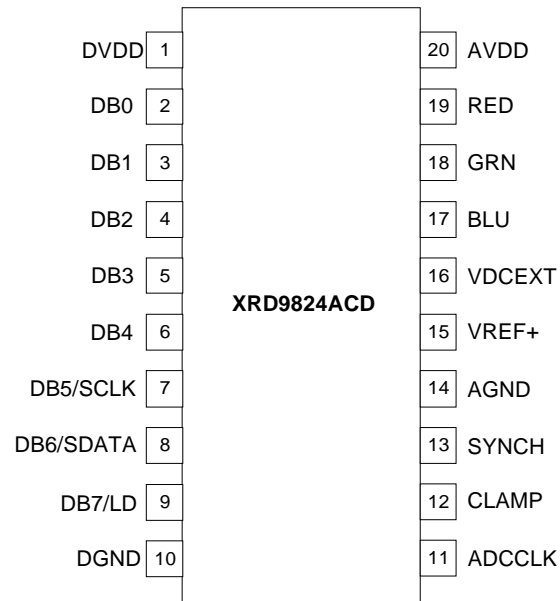 DVDD 1 20 AVDD
DB0 2 19 RED
DB1 3 18 GRN
DB2 4 17 BLU
DB3 5 16 VDCEXT
XRD9824ACD
DB4 6 15 VREF+
DB5/SCLK 7 14 AGND
DB6/SDATA 8 13 SYNCH
DB7/LD 9 12 CLAMP
DGND 10 11 ADCCLK